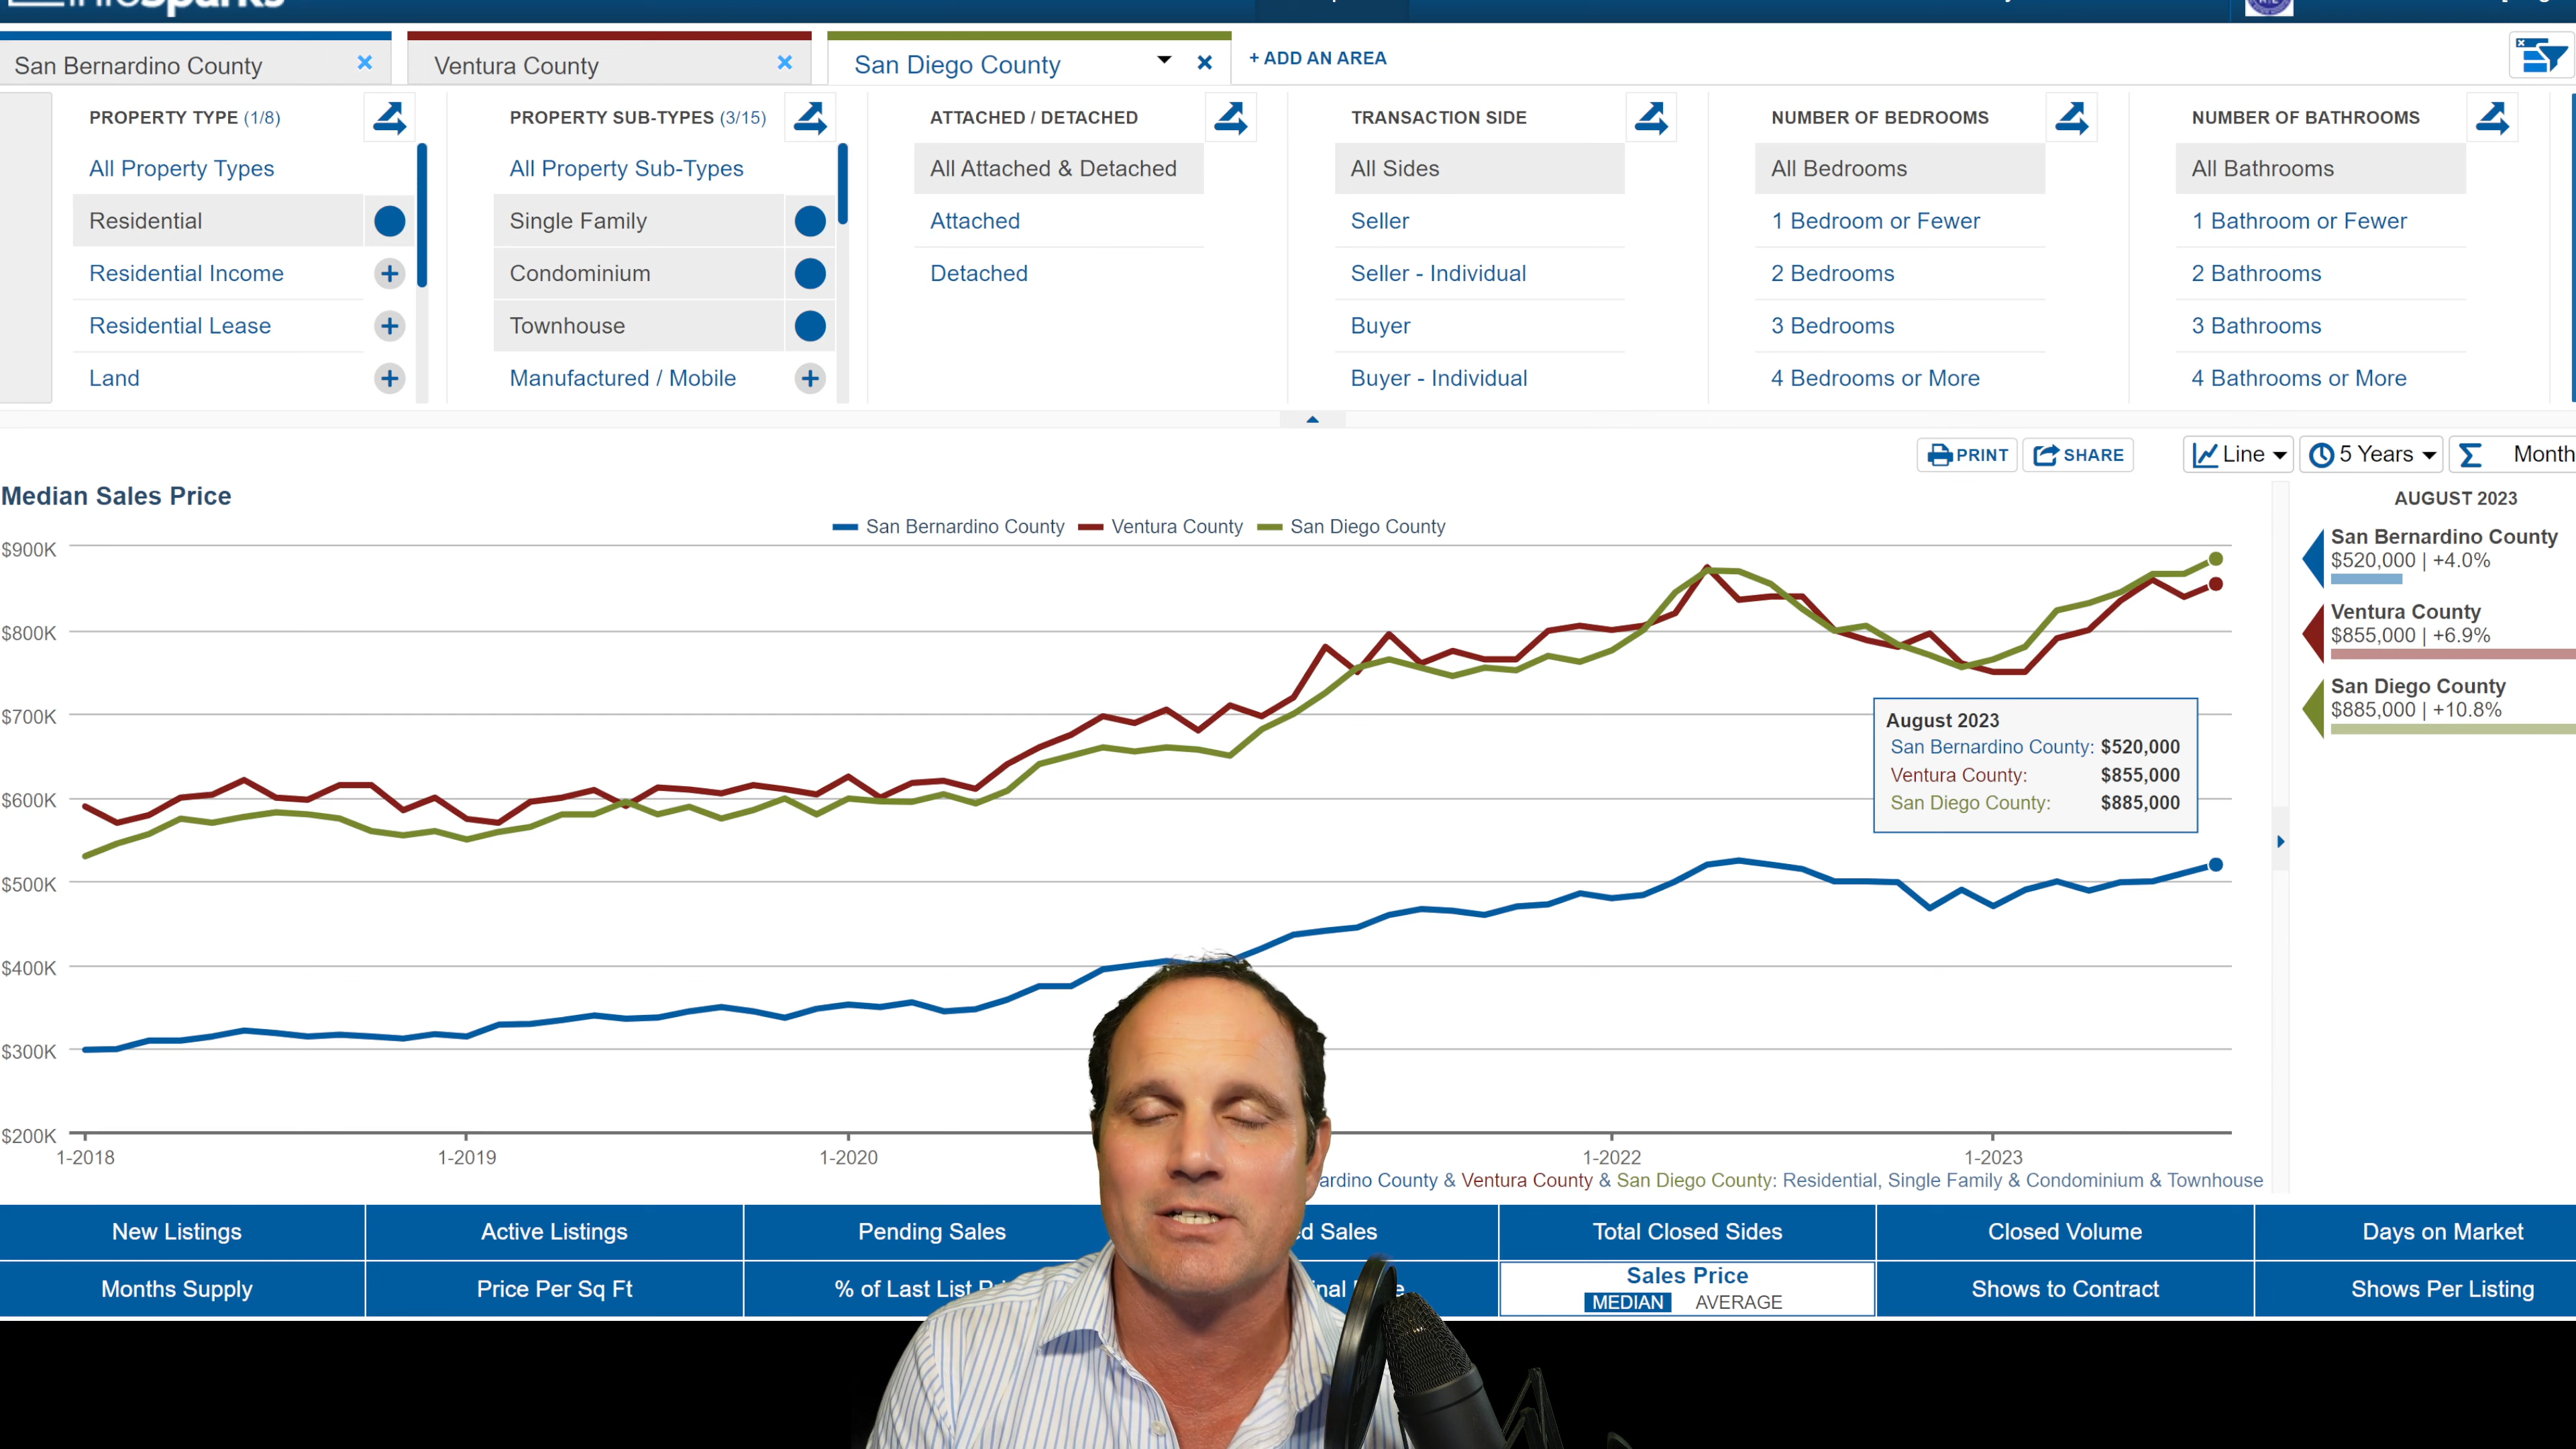 InfoSparks
San Bernardino County
Ventura County
San Diego County
+ ADD AN AREA
PROPERTY TYPE (1/8)
All Property Types
Residential
Residential Income
Residential Lease
Land
PROPERTY SUB-TYPES (3/15)
All Property Sub-Types
Single Family
Condominium
Townhouse
Manufactured / Mobile
ATTACHED / DETACHED
All Attached & Detached
Attached
Detached
TRANSACTION SIDE
All Sides
Seller
Seller - Individual
Buyer
Buyer - Individual
NUMBER OF BEDROOMS
All Bedrooms
1 Bedroom or Fewer
2 Bedrooms
3 Bedrooms
4 Bedrooms or More
NUMBER OF BATHROOMS
All Bathrooms
1 Bathroom or Fewer
2 Bathrooms
3 Bathrooms
4 Bathrooms or More
PRINT
SHARE
Line
5 Years
Month
Median Sales Price
San Bernardino County
Ventura County
San Diego County
$900K
$800K
$700K
$600K
$500K
$400K
$300K
$200K
1-2018
1-2019
1-2020
1-2022
1-2023
August 2023
San Bernardino County: $520,000
Ventura County: $855,000
San Diego County: $885,000
AUGUST 2023
San Bernardino County
$520,000 | +4.0%
Ventura County
$855,000 | +6.9%
San Diego County
$885,000 | +10.8%
ardino County & Ventura County & San Diego County: Residential, Single Family & Condominium & Townhouse
New Listings
Active Listings
Pending Sales
d Sales
Total Closed Sides
Closed Volume
Days on Market
Months Supply
Price Per Sq Ft
% of Last List
Sales Price
MEDIAN
AVERAGE
Shows to Contract
Shows Per Listing